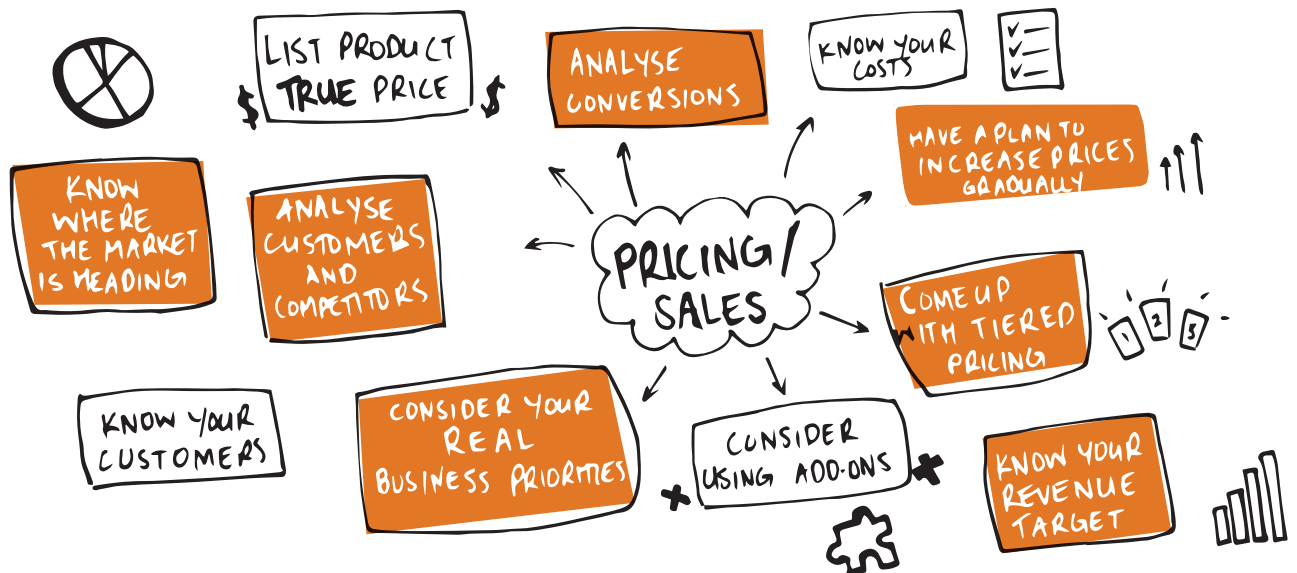 LIST PRODUCT
TRUE PRICE
$
$
ANALYSE
CONVERSIONS
KNOW YOUR
COSTS
HAVE A PLAN TO
INCREASE PRICES
GRADUALLY
KNOW
WHERE
THE MARKET
IS HEADING
ANALYSE
CUSTOMERS
AND
COMPETITORS
PRICING/
SALES
COME UP
WITH TIERED
PRICING
1 2 3
KNOW YOUR
CUSTOMERS
CONSIDER YOUR
REAL
BUSINESS PRIORITIES
CONSIDER
USING ADD-ONS
KNOW YOUR
REVENUE
TARGET